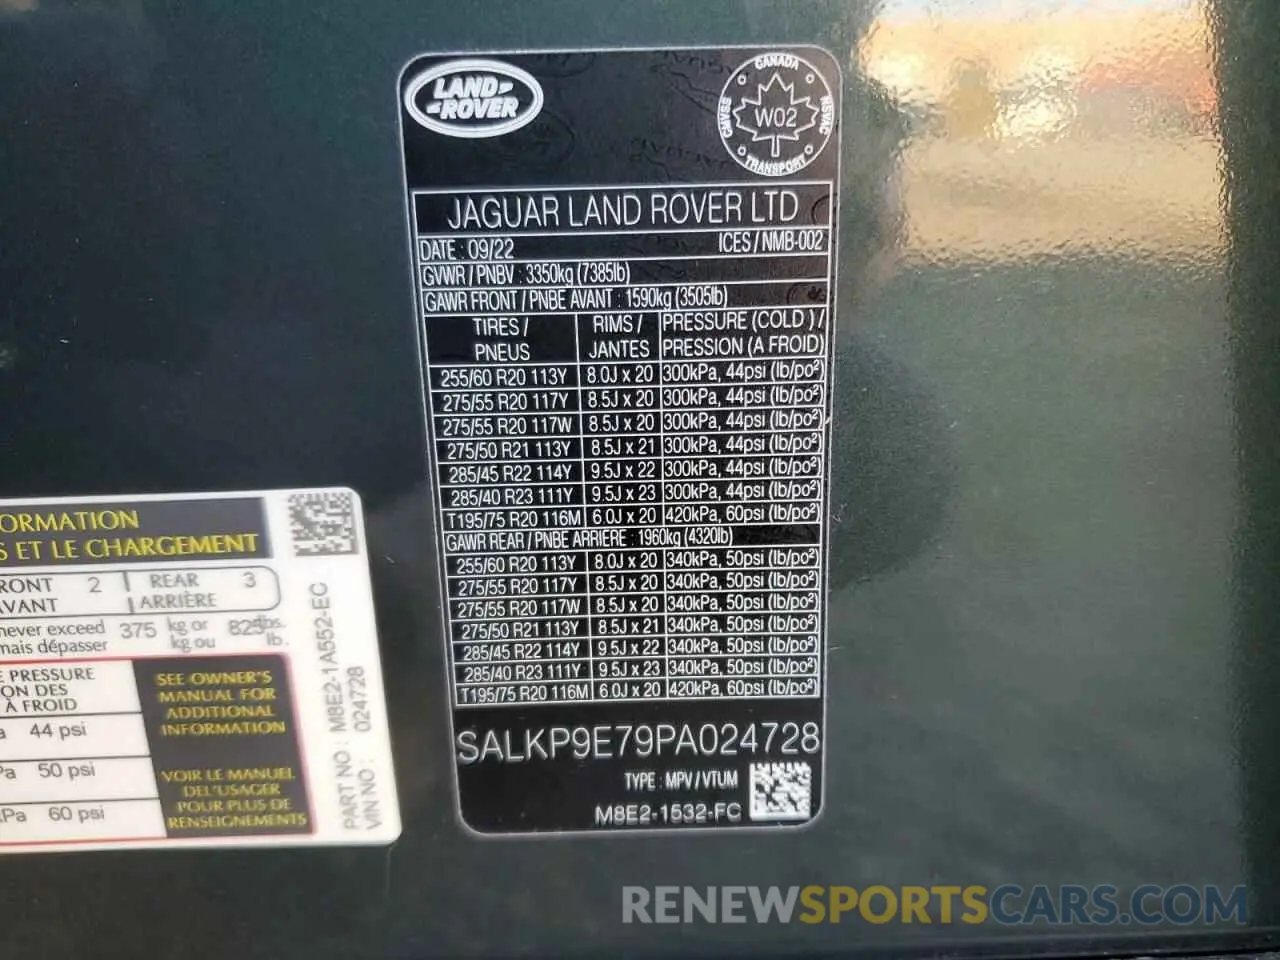 LAND
ROVER
CANADA
CMVSS
W02
NSVAC
TRANSPORT
JAGUAR LAND ROVER LTD
DATE : 09/22 ICES / NMB-002
GVWR / PNBV : 3350kg (7385lb)
GAWR FRONT / PNBE AVANT : 1590kg (3505lb)
TIRES / RIMS / PRESSURE (COLD ) /
PNEUS JANTES PRESSION (A FROID)
255/60 R20 113Y 8.0J x 20 300kPa, 44psi (lb/po²)
275/55 R20 117Y 8.5J x 20 300kPa, 44psi (lb/po²)
275/55 R20 117W 8.5J x 20 300kPa, 44psi (lb/po²)
275/50 R21 113Y 8.5J x 21 300kPa, 44psi (lb/po²)
285/45 R22 114Y 9.5J x 22 300kPa, 44psi (lb/po²)
285/40 R23 111Y 9.5J x 23 300kPa, 44psi (lb/po²)
T195/75 R20 116M 6.0J x 20 420kPa, 60psi (lb/po²)
GAWR REAR / PNBE ARRIERE : 1960kg (4320lb)
255/60 R20 113Y 8.0J x 20 340kPa, 50psi (lb/po²)
275/55 R20 117Y 8.5J x 20 340kPa, 50psi (lb/po²)
275/55 R20 117W 8.5J x 20 340kPa, 50psi (lb/po²)
275/50 R21 113Y 8.5J x 21 340kPa, 50psi (lb/po²)
285/45 R22 114Y 9.5J x 22 340kPa, 50psi (lb/po²)
285/40 R23 111Y 9.5J x 23 340kPa, 50psi (lb/po²)
T195/75 R20 116M 6.0J x 20 420kPa, 60psi (lb/po²)
SALKP9E79PA024728
TYPE : MPV / VTUM
M8E2-1532-FC
ORMATION
S ET LE CHARGEMENT
RONT 2 REAR 3
AVANT ARRIÈRE
never exceed 375 kg or 825 lbs.
mais dépasser kg ou lb.
E PRESSURE
ON DES
À FROID
a 44 psi
Pa 50 psi
kPa 60 psi
SEE OWNER'S
MANUAL FOR
ADDITIONAL
INFORMATION
VOIR LE MANUEL
DE L'USAGER
POUR PLUS DE
RENSEIGNEMENTS
PART NO : M8E2-1A552-EC
VIN NO : 024728
RENEWSPORTSCARS.COM